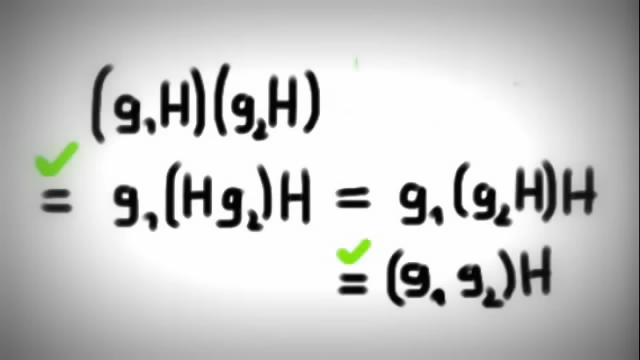 (g₁H)(g₂H)
= g₁(Hg₂)H = g₁(g₂H)H
= (g₁g₂)H